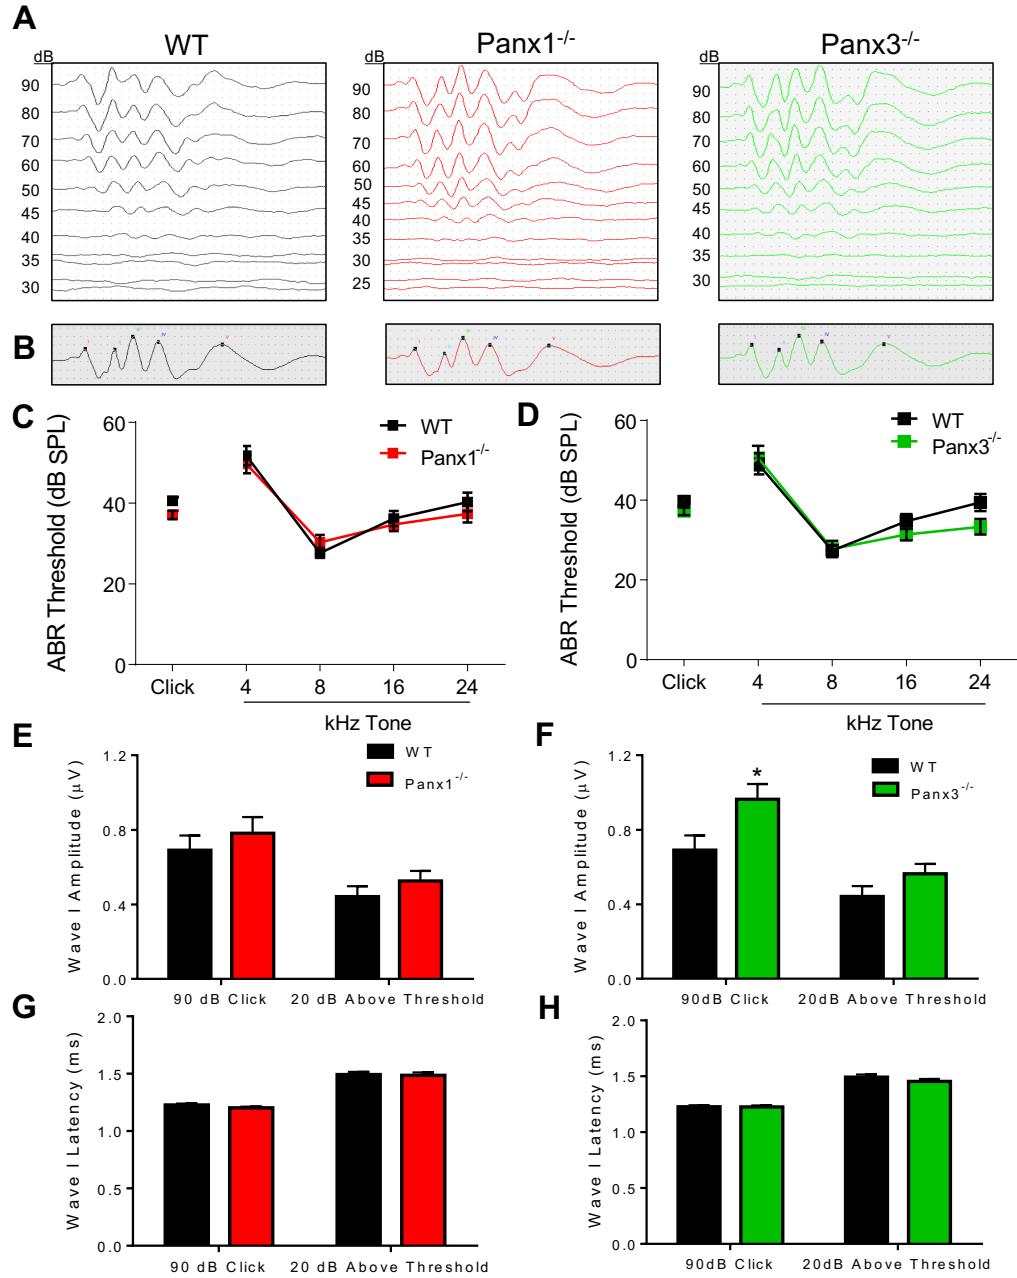 A
WT
Panx1-/-
Panx3-/-
dB
90
80
70
60
50
45
40
35
30
dB
90
80
70
60
50
45
40
35
30
25
dB
90
80
70
60
50
45
40
35
30
B
C
ABR Threshold (dB SPL)
60
40
20
0
WT
Panx1-/-
Click
4
8
16
24
kHz Tone
D
ABR Threshold (dB SPL)
60
40
20
0
WT
Panx3-/-
Click
4
8
16
24
kHz Tone
E
Wave I Amplitude (μV)
1.2
0.8
0.4
0.0
WT
Panx1-/-
90 dB Click
20 dB Above Threshold
F
Wave I Amplitude (μV)
1.2
0.8
0.4
0.0
*
WT
Panx3-/-
90dB Click
20dB Above Threshold
G
Wave I Latency (ms)
2.0
1.5
1.0
0.5
0.0
90 dB Click
20 dB Above Threshold
H
Wave I Latency (ms)
2.0
1.5
1.0
0.5
0.0
90dB Click
20dB Above Threshold